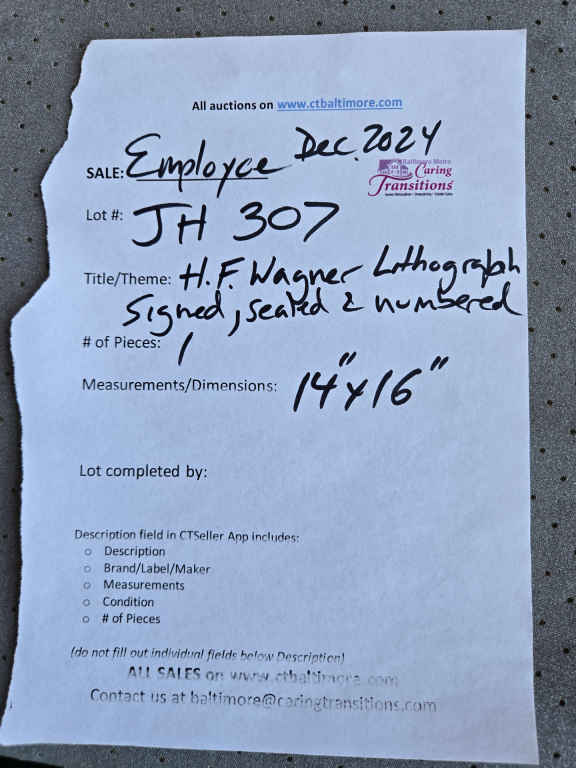 All auctions on www.ctbaltimore.com
SALE: Employee Dec. 2024
Baltimore Metro
Caring
Transitions
Lot #: JH 307
Title/Theme: H.F. Wagner Lithograph
Signed, sealed & numbered
# of Pieces: 1
Measurements/Dimensions: 14" x 16"
Lot completed by:
Description field in CTSeller App includes:
o Description
o Brand/Label/Maker
o Measurements
o Condition
o # of Pieces
(do not fill out individual fields below Description)
ALL SALES on www.ctbaltimore.com
Contact us at baltimore@caringtransitions.com